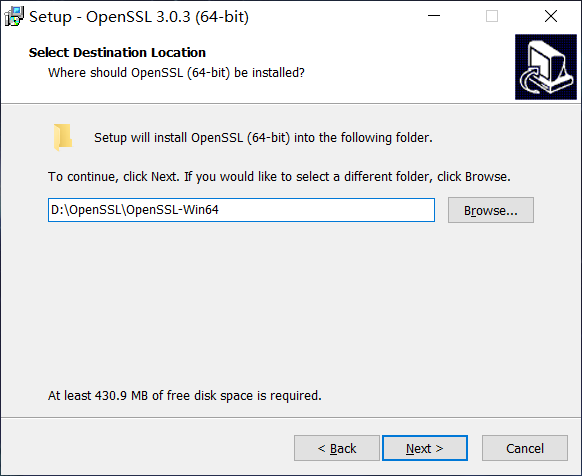 Setup - OpenSSL 3.0.3 (64-bit)
Select Destination Location
Where should OpenSSL (64-bit) be installed?
Setup will install OpenSSL (64-bit) into the following folder.
To continue, click Next. If you would like to select a different folder, click Browse.
D:\OpenSSL\OpenSSL-Win64
Browse...
At least 430.9 MB of free disk space is required.
< Back
Next >
Cancel